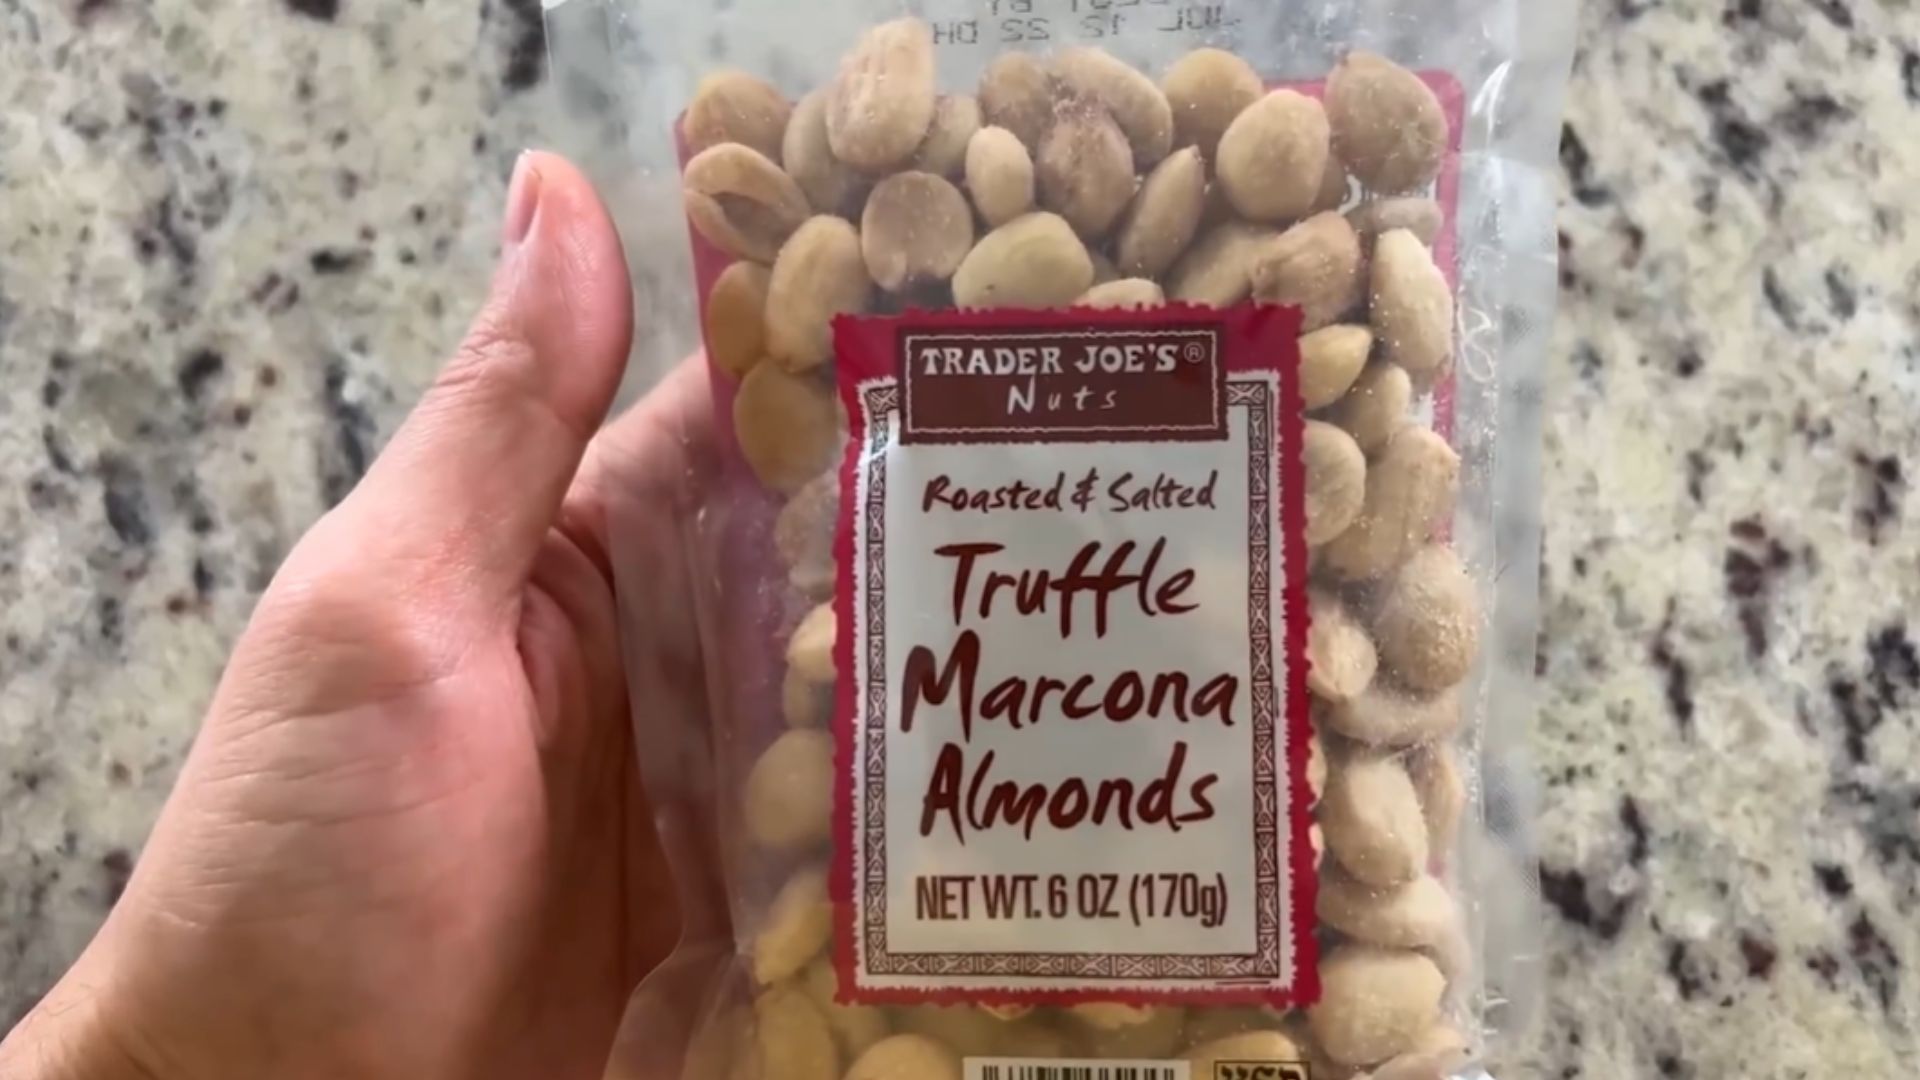 TRADER JOE'S®
Nuts
Roasted & Salted
Truffle
Marcona
Almonds
NET WT. 6 OZ (170g)